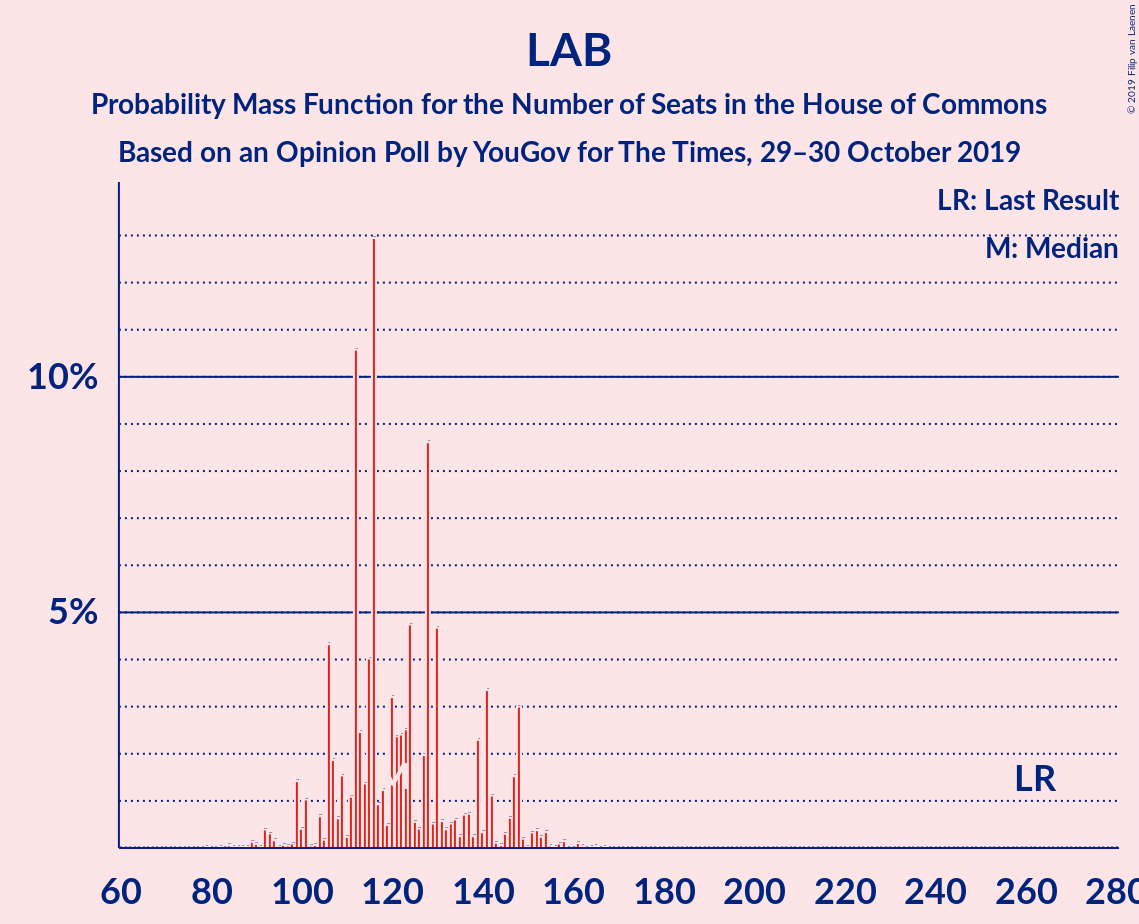 LAB
Probability Mass Function for the Number of Seats in the House of Commons
Based on an Opinion Poll by YouGov for The Times, 29–30 October 2019
© 2019 Filip van Laenen
LR: Last Result
M: Median
10%
5%
LR
60 80 100 120 140 160 180 200 220 240 260 280